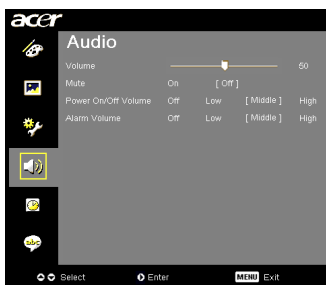 acer
Audio
Volume 50
Mute On [ Off ]
Power On/Off Volume Off Low [ Middle ] High
Alarm Volume Off Low [ Middle ] High
abc
Select Enter MENU Exit